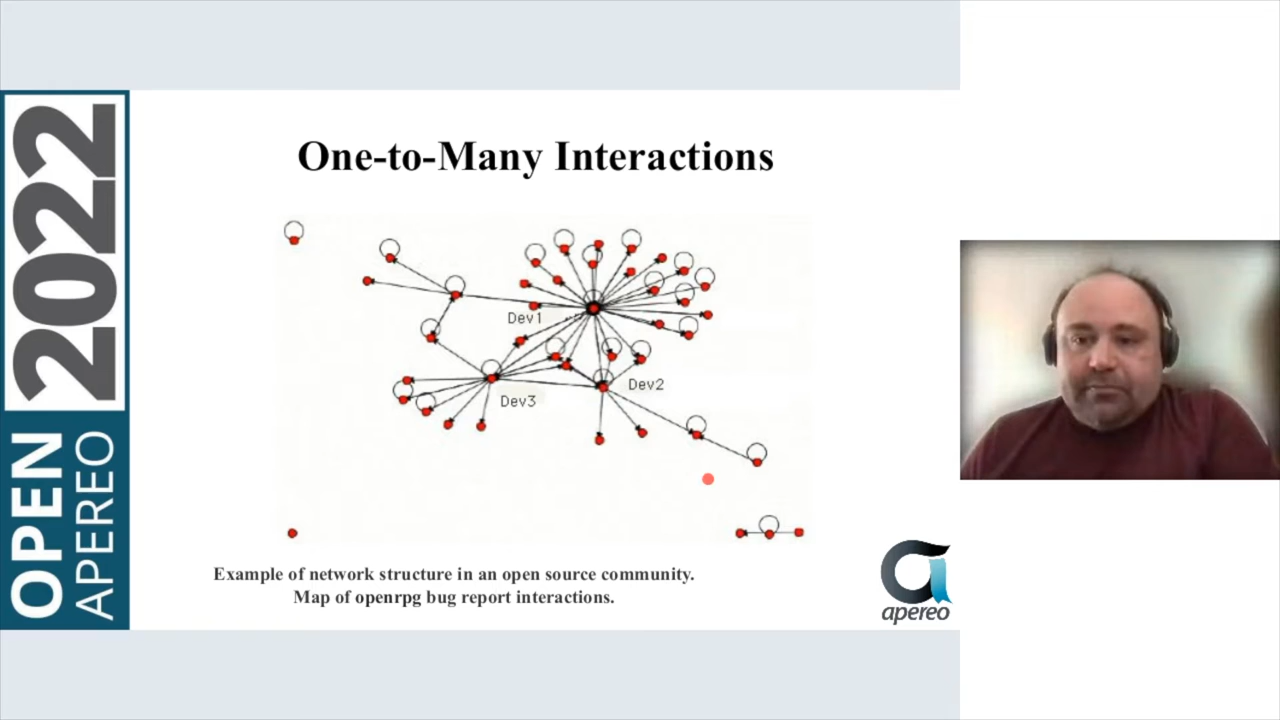 OPEN 2022
APEREO
One-to-Many Interactions
Dev1
Dev2
Dev3
Example of network structure in an open source community.
Map of openrpg bug report interactions.
apereo